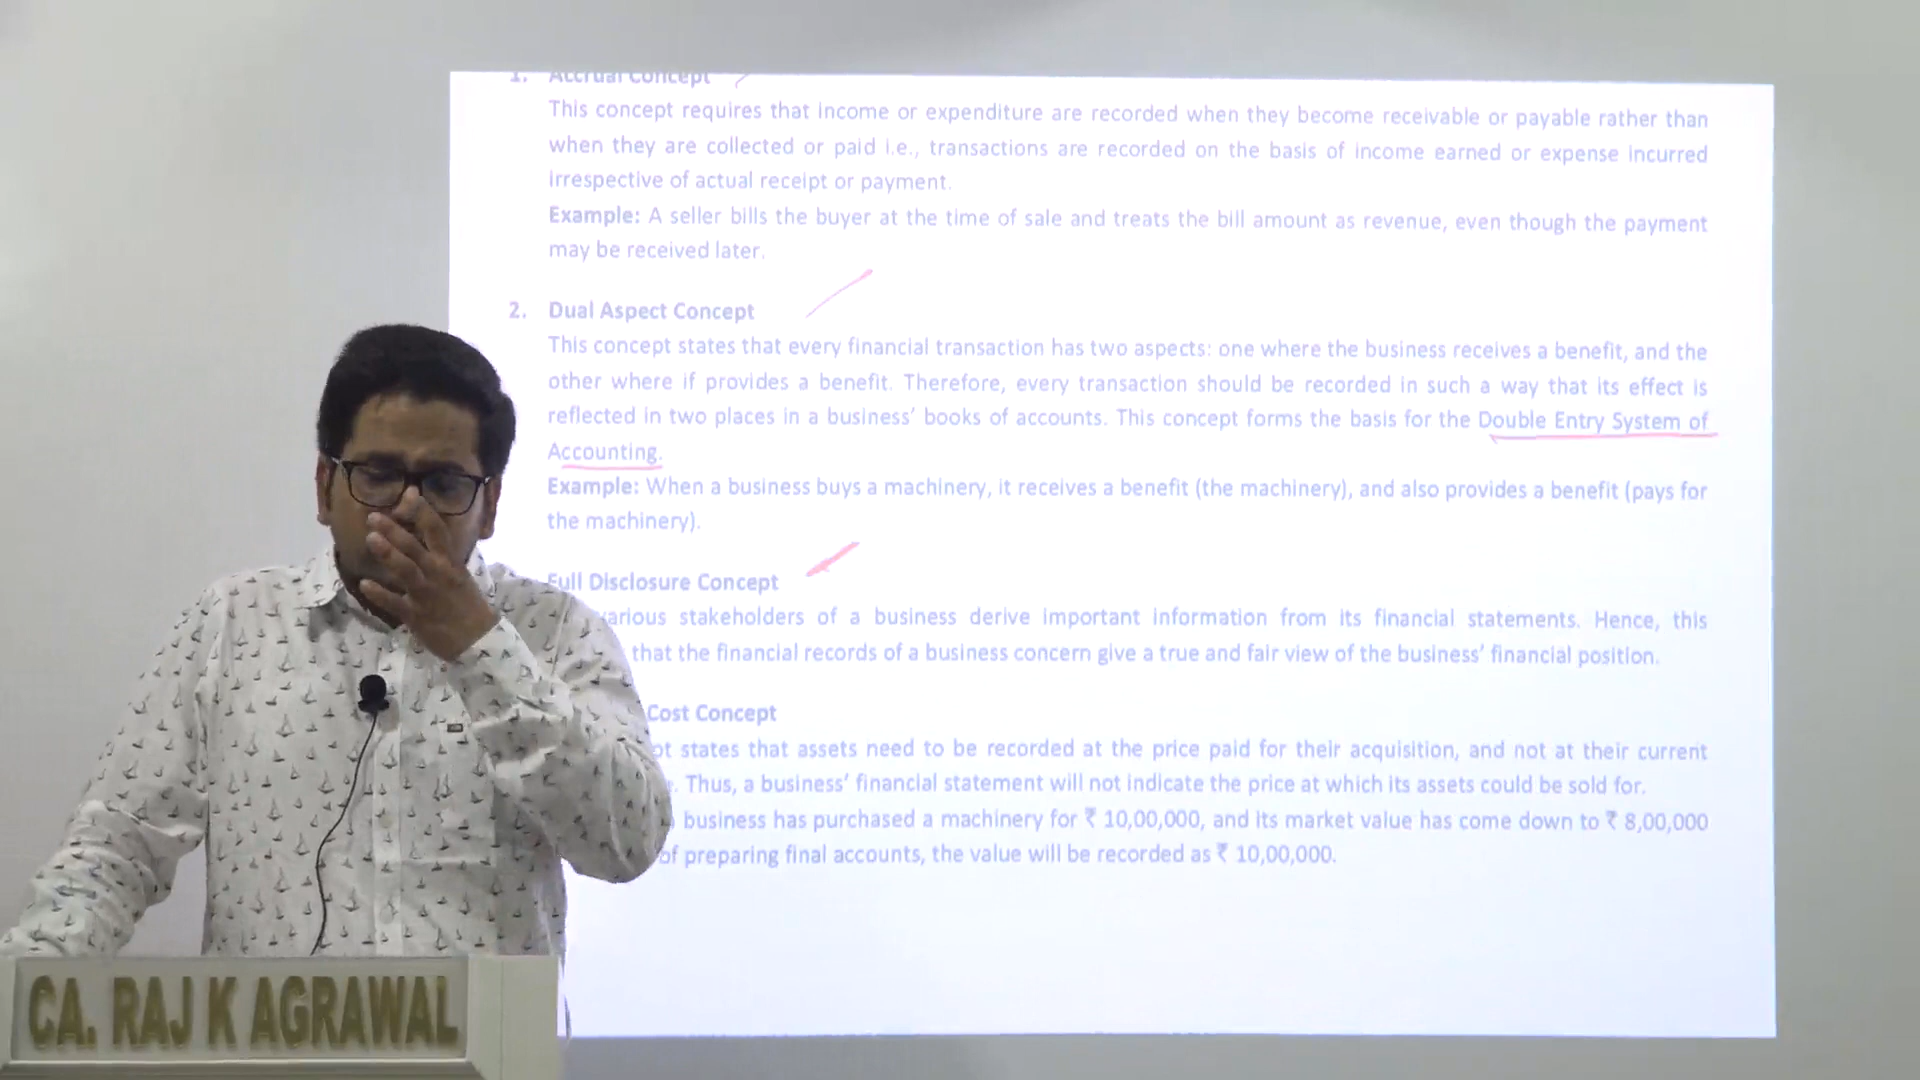 1. Accrual Concept
This concept requires that income or expenditure are recorded when they become receivable or payable rather than
when they are collected or paid i.e., transactions are recorded on the basis of income earned or expense incurred
irrespective of actual receipt or payment.
Example: A seller bills the buyer at the time of sale and treats the bill amount as revenue, even though the payment
may be received later.
2. Dual Aspect Concept
This concept states that every financial transaction has two aspects: one where the business receives a benefit, and the
other where if provides a benefit. Therefore, every transaction should be recorded in such a way that its effect is
reflected in two places in a business’ books of accounts. This concept forms the basis for the Double Entry System of
Accounting.
Example: When a business buys a machinery, it receives a benefit (the machinery), and also provides a benefit (pays for
the machinery).
Full Disclosure Concept
stakeholders of a business derive important information from its financial statements. Hence, this
that the financial records of a business concern give a true and fair view of the business’ financial position.
Cost Concept
states that assets need to be recorded at the price paid for their acquisition, and not at their current
. Thus, a business’ financial statement will not indicate the price at which its assets could be sold for.
business has purchased a machinery for ₹ 10,00,000, and its market value has come down to ₹ 8,00,000
of preparing final accounts, the value will be recorded as ₹ 10,00,000.
CA. RAJ K AGRAWAL